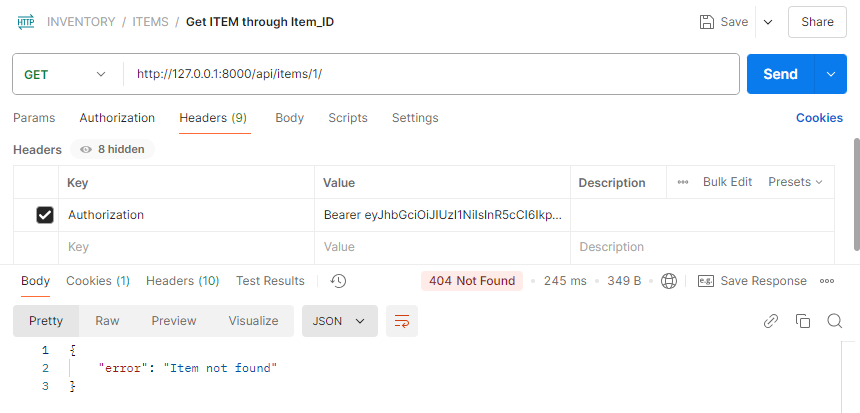 HTTP INVENTORY / ITEMS / Get ITEM through Item_ID Save Share
GET http://127.0.0.1:8000/api/items/1/ Send
Params Authorization Headers (9) Body Scripts Settings Cookies
Headers 8 hidden
Key Value Description Bulk Edit Presets
Authorization Bearer eyJhbGciOiJIUzI1NiIsInR5cCI6Ikp...
Key Value Description
Body Cookies (1) Headers (10) Test Results 404 Not Found 245 ms 349 B e.g. Save Response
Pretty Raw Preview Visualize JSON
1 {
2 "error": "Item not found"
3 }